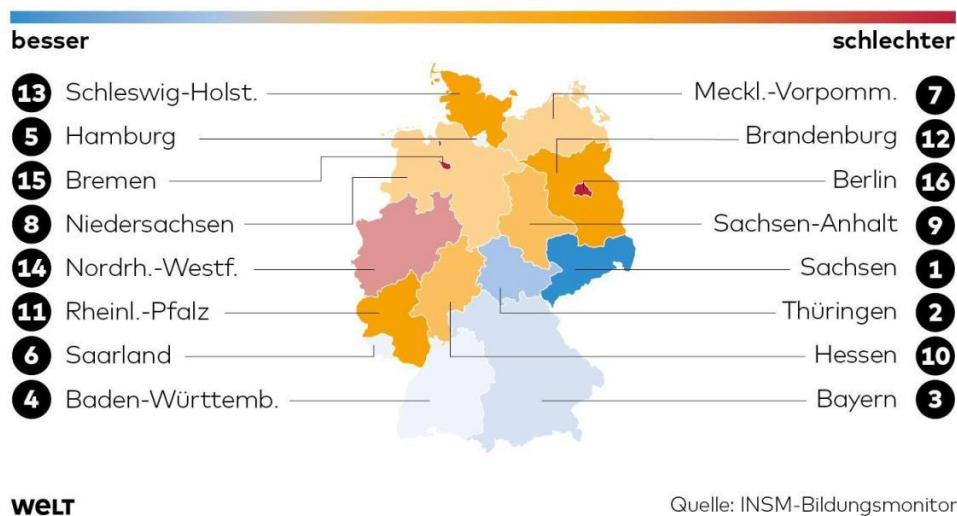 besser
schlechter
13 Schleswig-Holst.
5 Hamburg
15 Bremen
8 Niedersachsen
14 Nordrh.-Westf.
11 Rheinl.-Pfalz
6 Saarland
4 Baden-Württemb.
Meckl.-Vorpomm. 7
Brandenburg 12
Berlin 16
Sachsen-Anhalt 9
Sachsen 1
Thüringen 2
Hessen 10
Bayern 3
WELT
Quelle: INSM-Bildungsmonitor